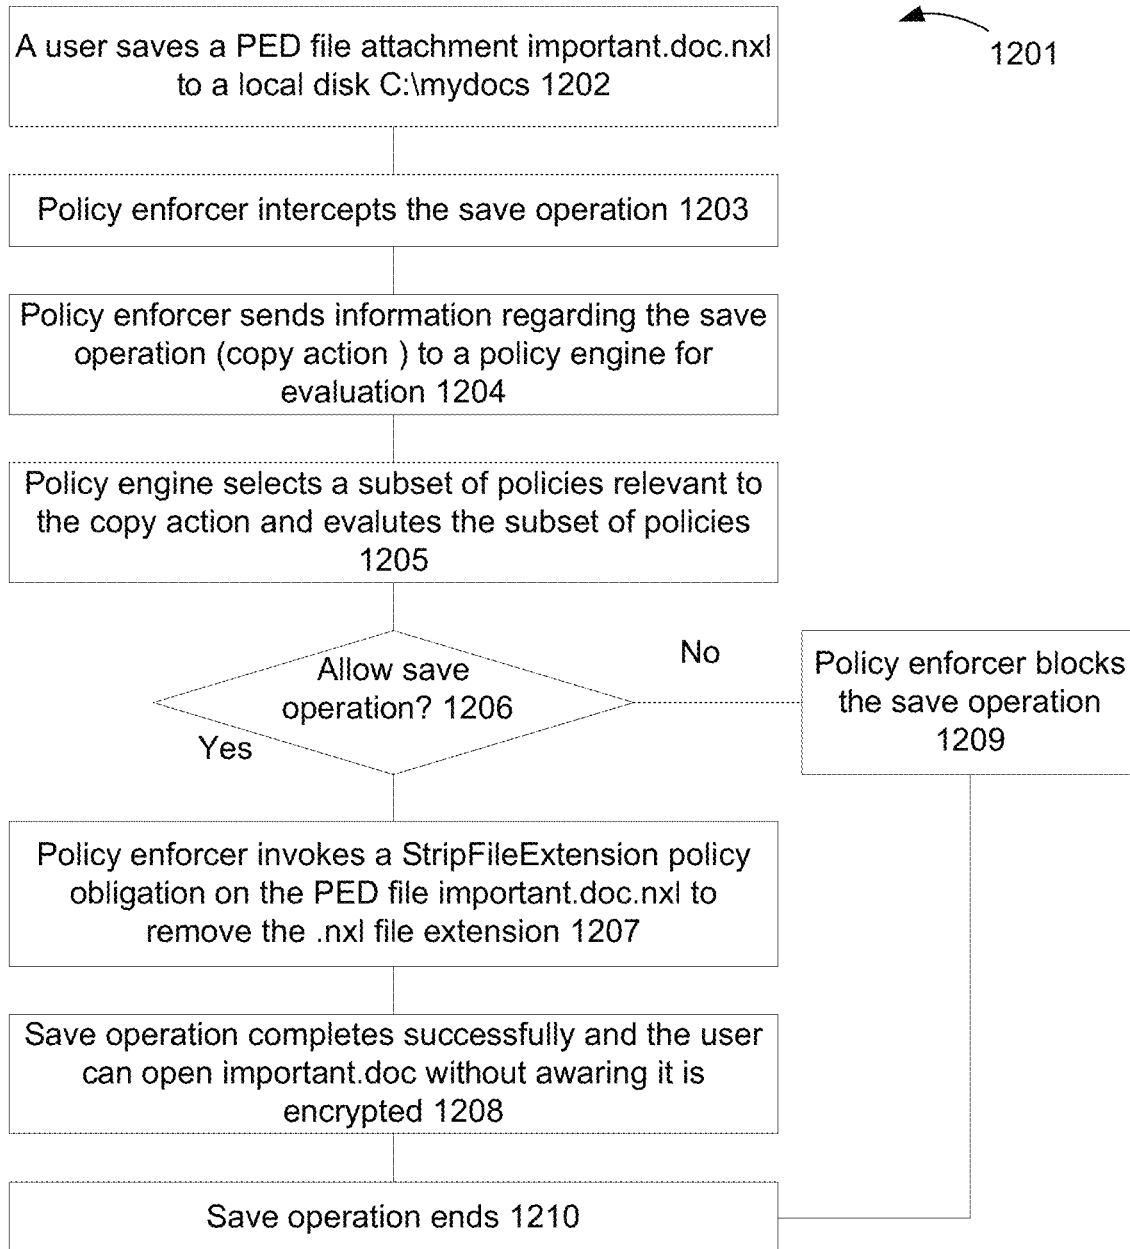 A user saves a PED file attachment important.doc.nxl
to a local disk C:\mydocs 1202
1201
Policy enforcer intercepts the save operation 1203
Policy enforcer sends information regarding the save
operation (copy action ) to a policy engine for
evaluation 1204
Policy engine selects a subset of policies relevant to
the copy action and evalutes the subset of policies
1205
Allow save
operation? 1206
No
Yes
Policy enforcer blocks
the save operation
1209
Policy enforcer invokes a StripFileExtension policy
obligation on the PED file important.doc.nxl to
remove the .nxl file extension 1207
Save operation completes successfully and the user
can open important.doc without awaring it is
encrypted 1208
Save operation ends 1210